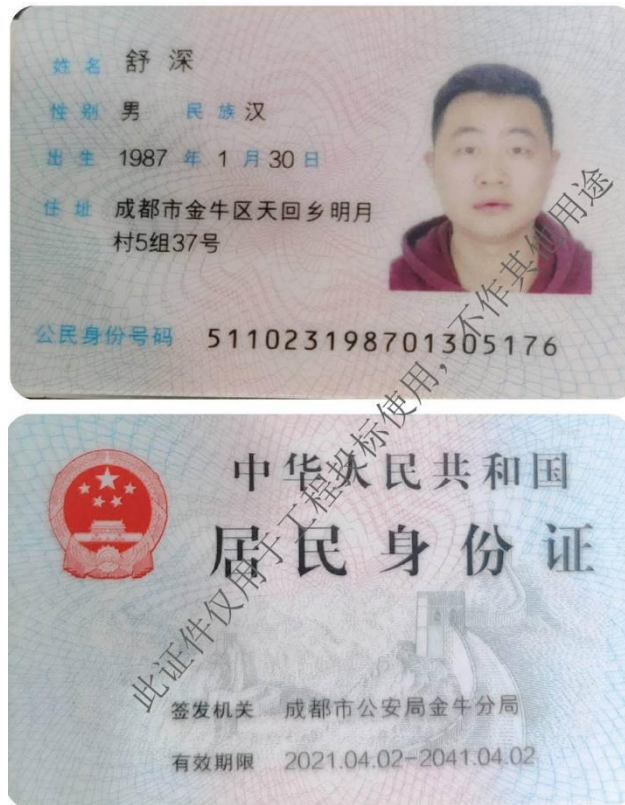 姓名 舒深
性别 男 民族 汉
出生 1987 年 1 月 30 日
住址 成都市金牛区天回乡明月
村5组37号
公民身份号码 511023198701305176
中华人民共和国
居民身份证
签发机关 成都市公安局金牛分局
有效期限 2021.04.02-2041.04.02
此证件仅用于工程投标使用,不作其他用途